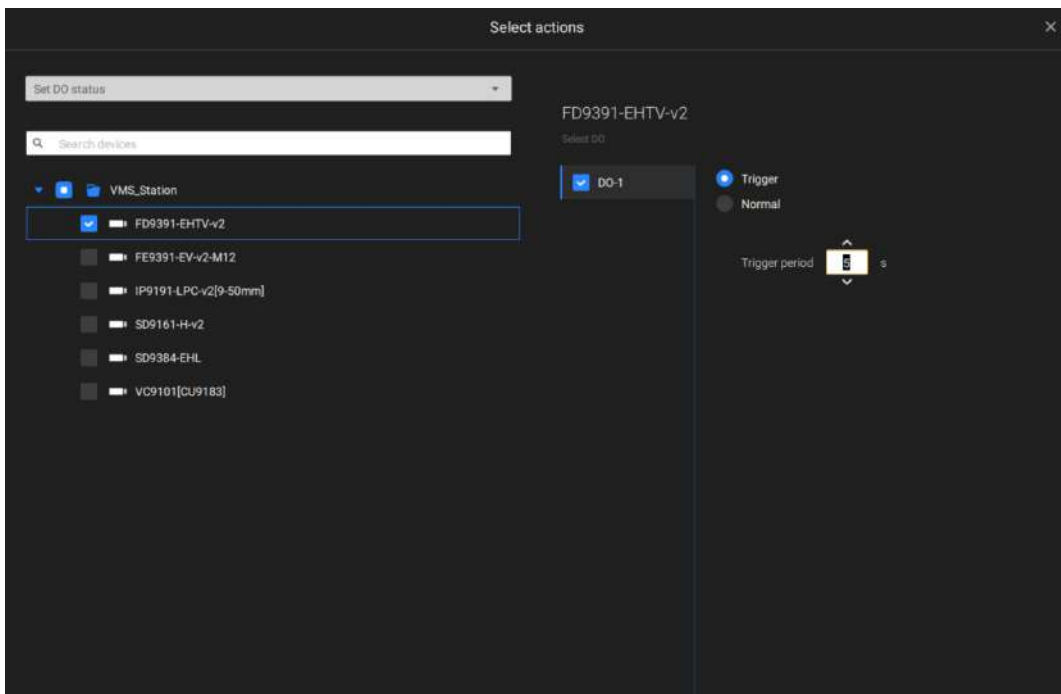 Select actions
Set DO status
Search devices
VMS_Station
FD9391-EHTV-v2
FE9391-EV-v2-M12
IP9191-LPC-v2[9-50mm]
SD9161-H-v2
SD9384-EHL
VC9101[CU9183]
FD9391-EHTV-v2
Select DO
DO-1
Trigger
Normal
Trigger period 5 s